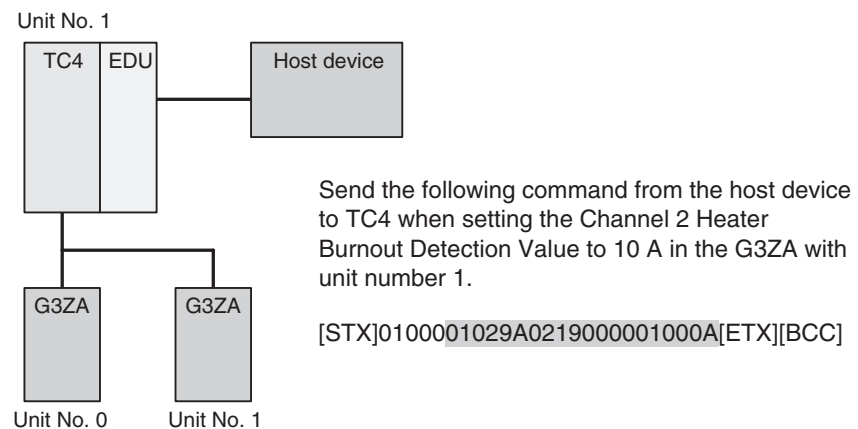 Unit No. 1
TC4 EDU Host device
Send the following command from the host device
to TC4 when setting the Channel 2 Heater
Burnout Detection Value to 10 A in the G3ZA with
unit number 1.
G3ZA G3ZA
[STX]0100001029A0219000001000A[ETX][BCC]
Unit No. 0 Unit No. 1